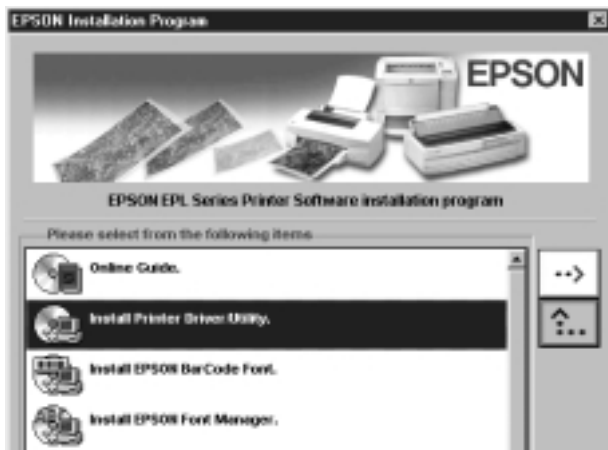 EPSON Installation Program
EPSON
EPSON EPL Series Printer Software installation program
Please select from the following items
Online Guide.
Install Printer Driver Utility.
Install EPSON BarCode Font.
Install EPSON Font Manager.